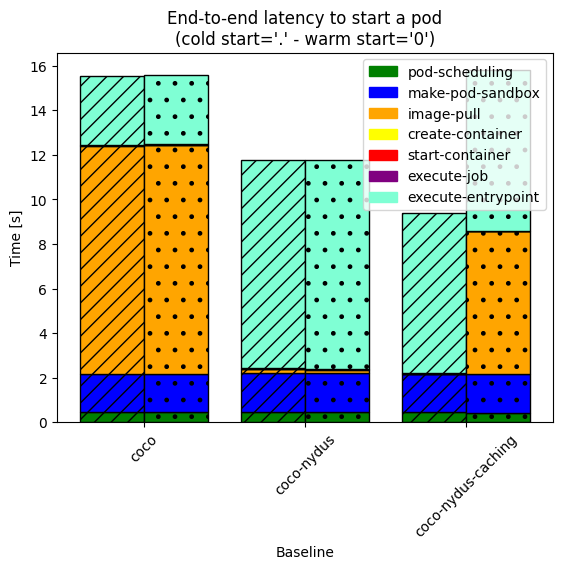 End-to-end latency to start a pod
(cold start='.' - warm start='0')
Time [s]
16
14
12
10
8
6
4
2
0
pod-scheduling
make-pod-sandbox
image-pull
create-container
start-container
execute-job
execute-entrypoint
coco
coco-nydus
coco-nydus-caching
Baseline